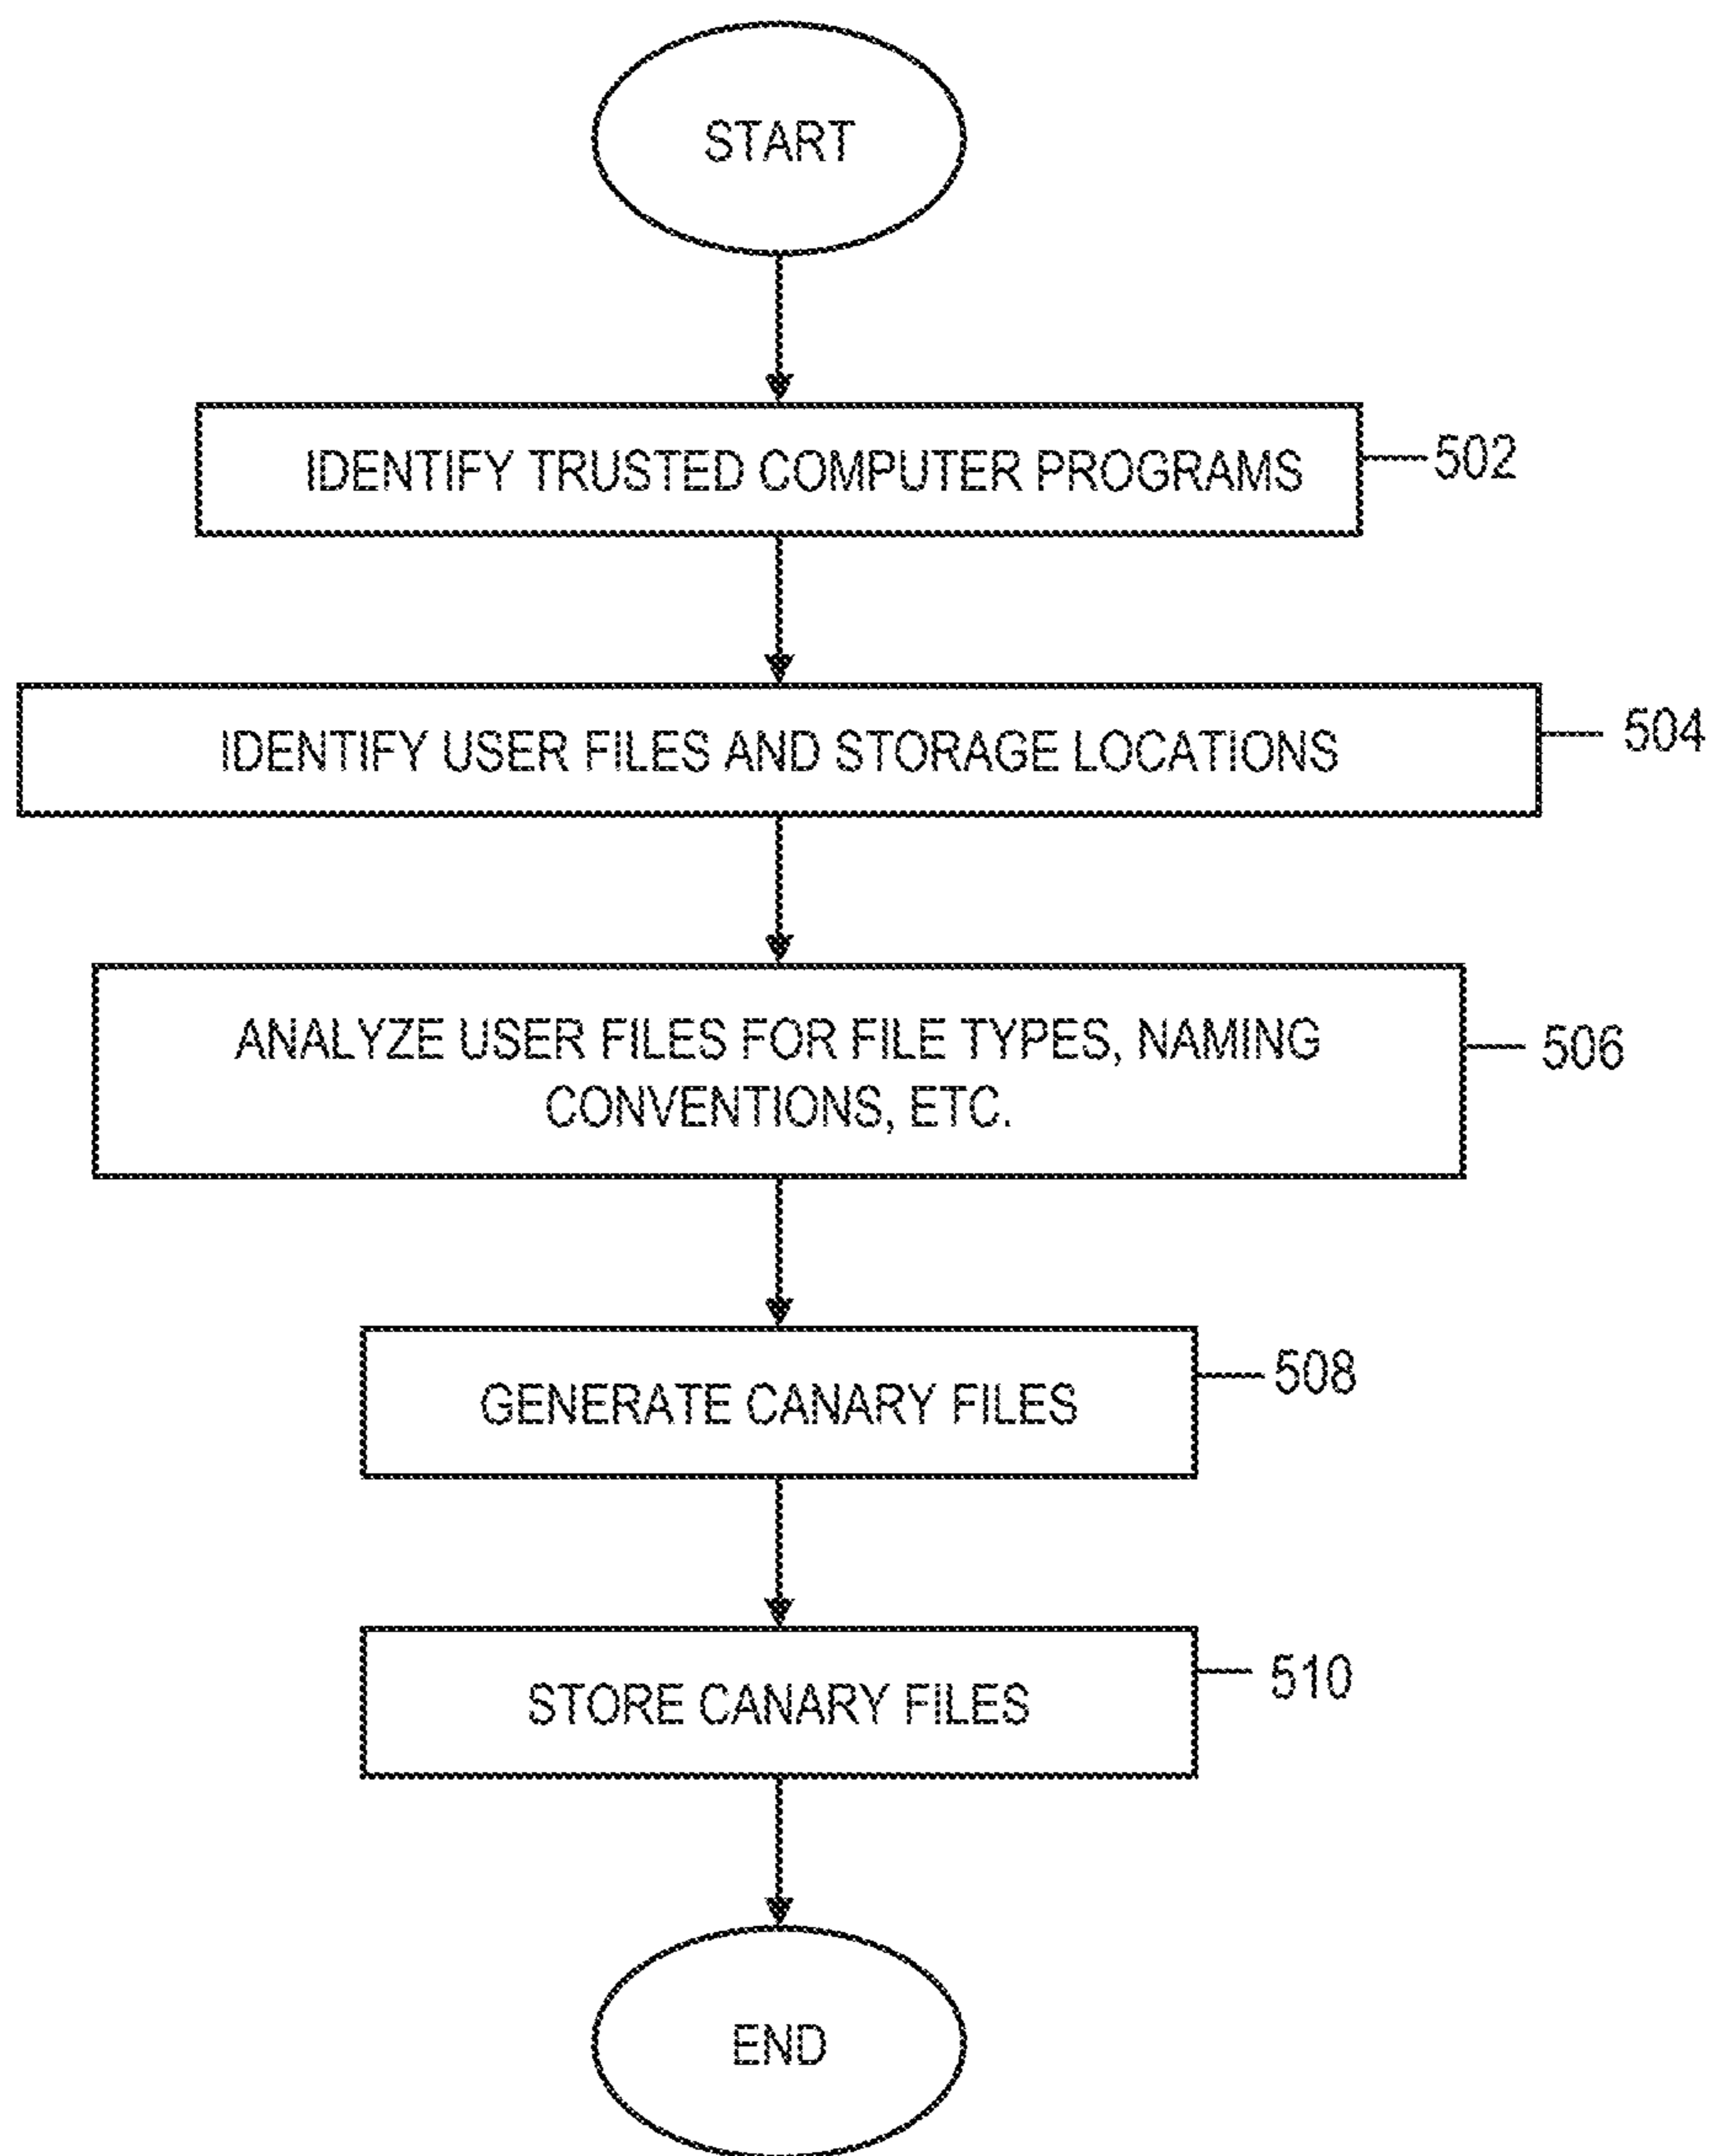 START
IDENTIFY TRUSTED COMPUTER PROGRAMS
502
IDENTIFY USER FILES AND STORAGE LOCATIONS
504
ANALYZE USER FILES FOR FILE TYPES, NAMING
CONVENTIONS, ETC.
506
GENERATE CANARY FILES
508
STORE CANARY FILES
510
END